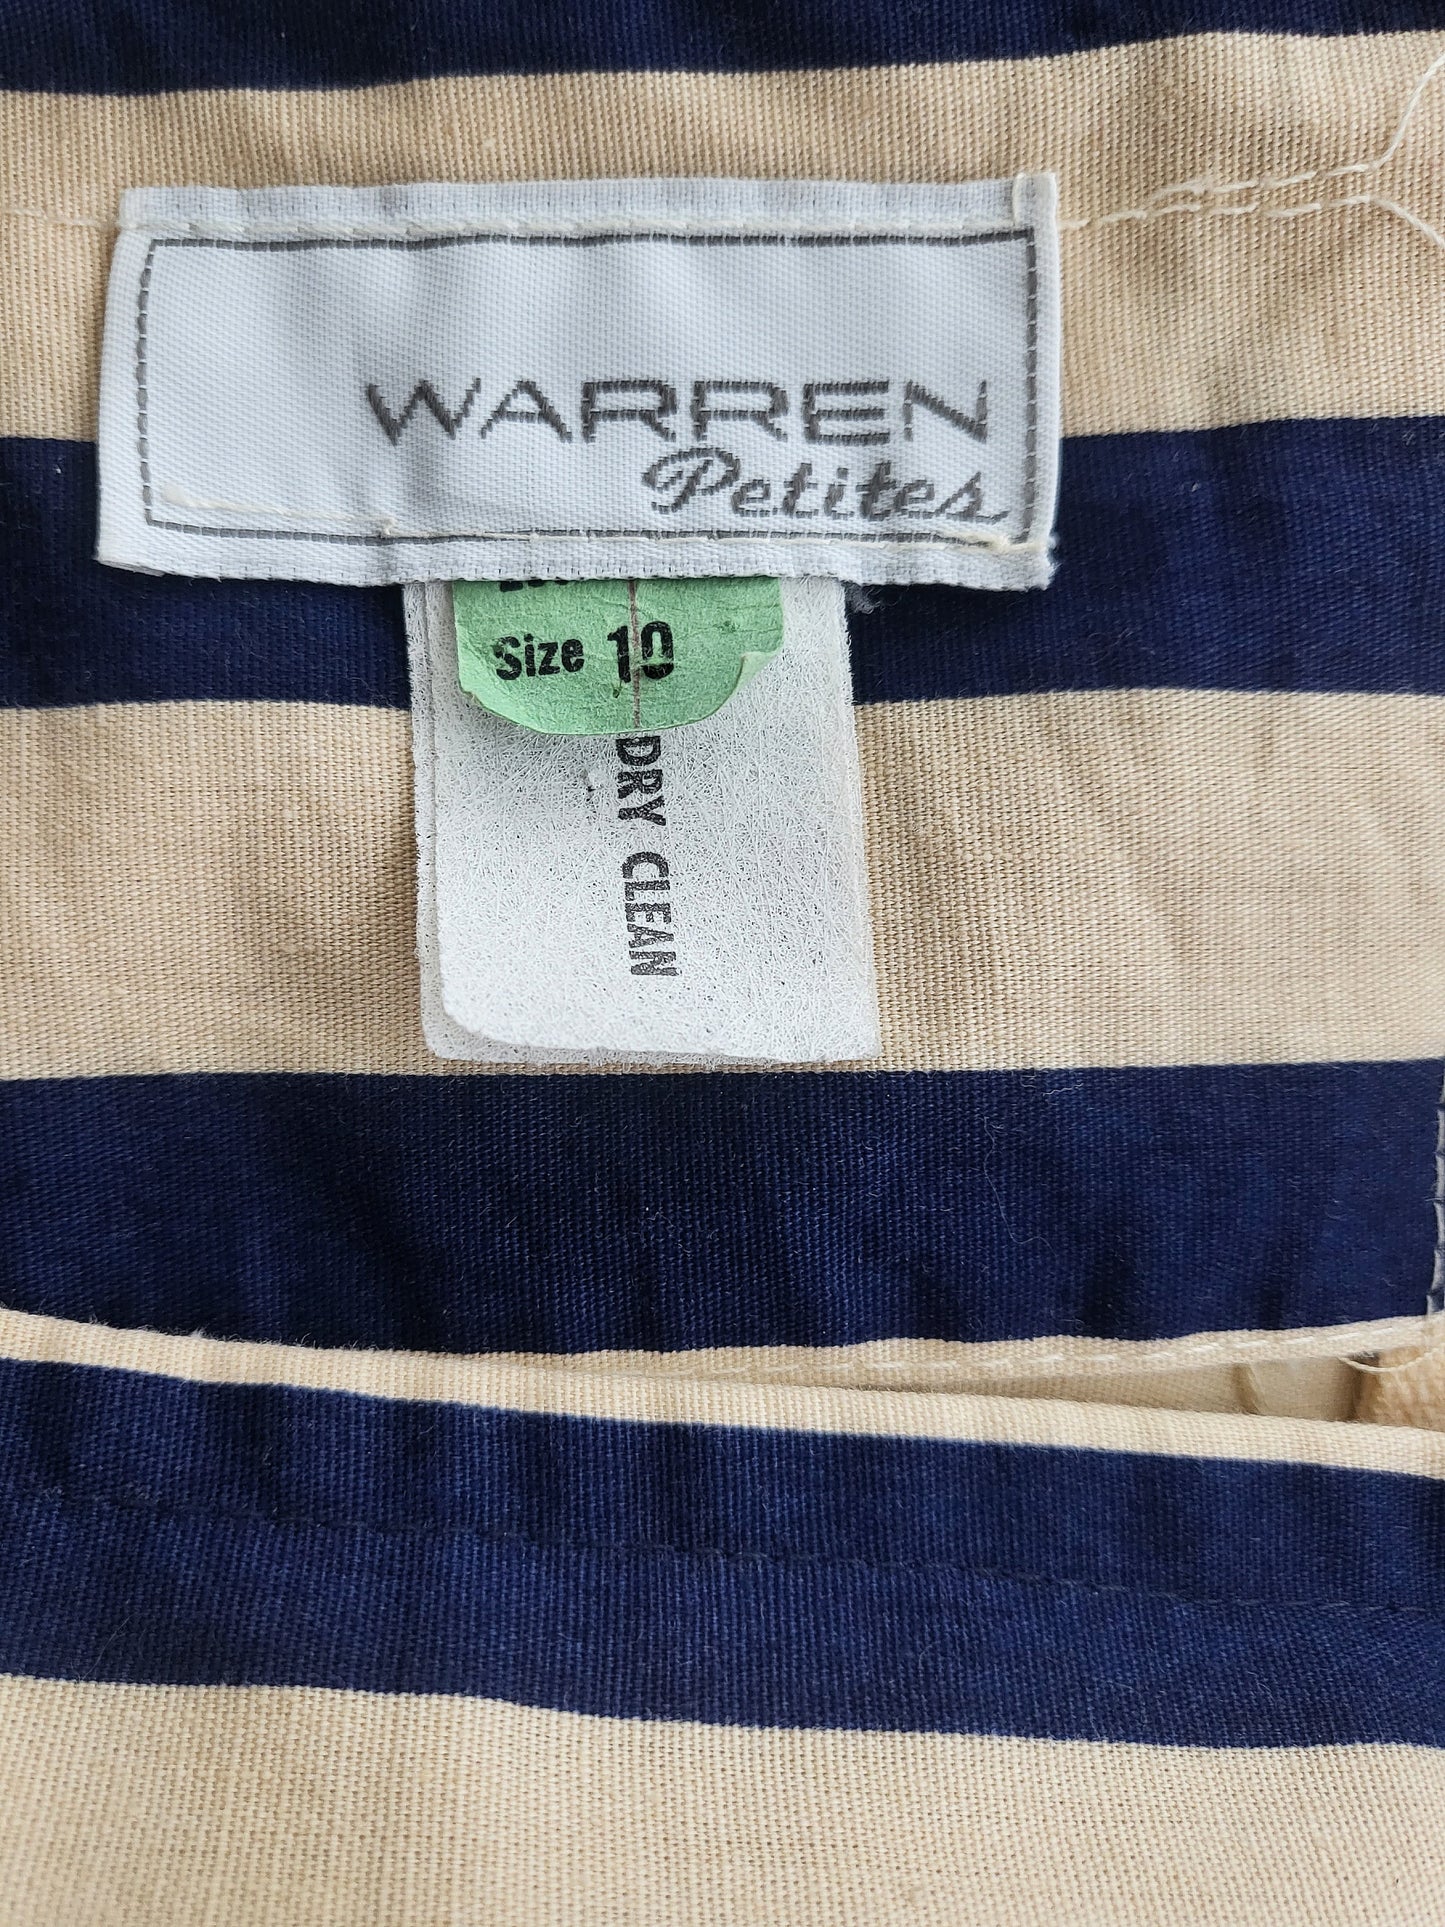 WARREN
Petites
Size 10
DRY CLEAN